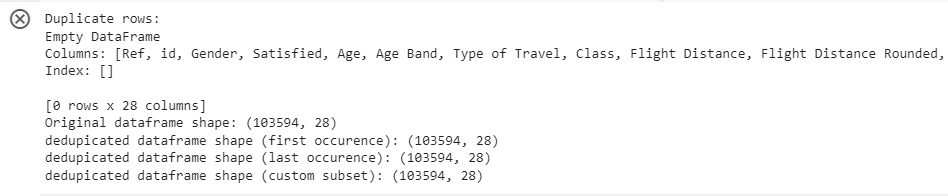 Duplicate rows:
Empty DataFrame
Columns: [Ref, id, Gender, Satisfied, Age, Age Band, Type of Travel, Class, Flight Distance, Flight Distance Rounded,
Index: []
[0 rows x 28 columns]
Original dataframe shape: (103594, 28)
dedupicated dataframe shape (first occurence): (103594, 28)
dedupicated dataframe shape (last occurence): (103594, 28)
dedupicated dataframe shape (custom subset): (103594, 28)